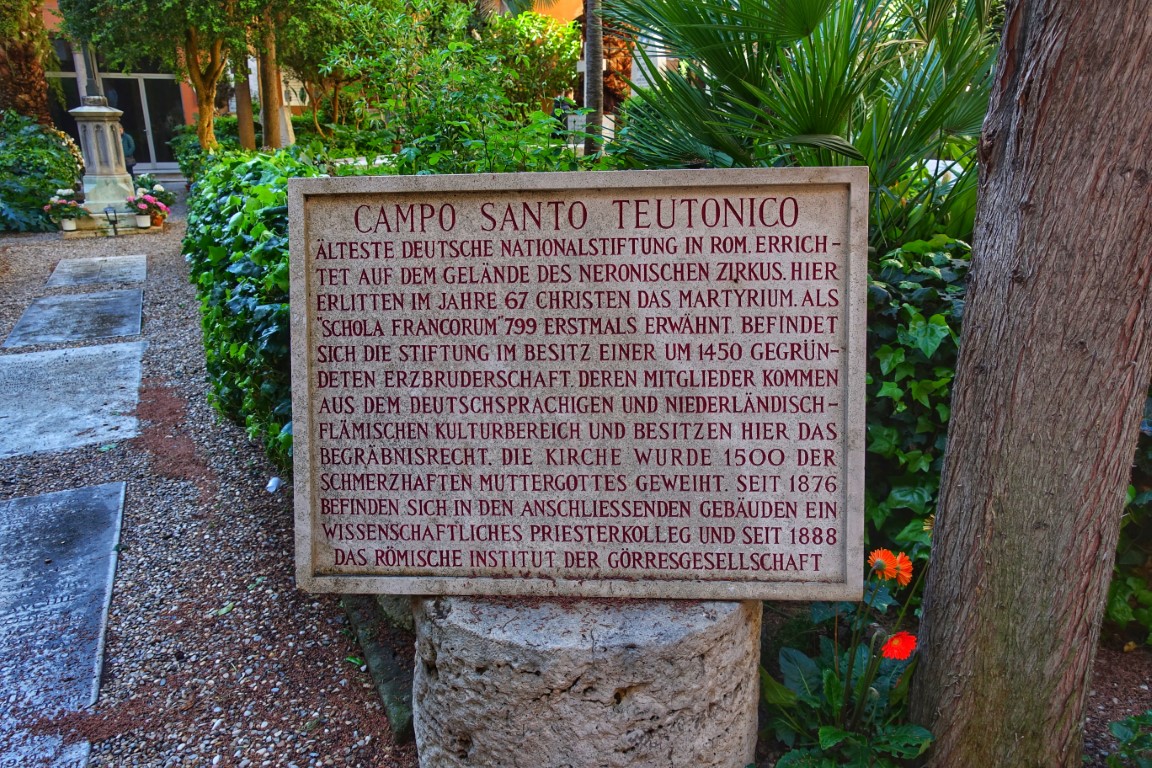 CAMPO SANTO TEUTONICO
ÄLTESTE DEUTSCHE NATIONALSTIFTUNG IN ROM. ERRICH-
TET AUF DEM GELÄNDE DES NERONISCHEN ZIRKUS. HIER
ERLITTEN IM JAHRE 67 CHRISTEN DAS MARTYRIUM. ALS
"SCHOLA FRANCORUM" 799 ERSTMALS ERWÄHNT. BEFINDET
SICH DIE STIFTUNG IM BESITZ EINER UM 1450 GEGRÜN-
DETEN ERZBRUDERSCHAFT. DEREN MITGLIEDER KOMMEN
AUS DEM DEUTSCHSPRACHIGEN UND NIEDERLÄNDISCH-
FLÄMISCHEN KULTURBEREICH UND BESITZEN HIER DAS
BEGRÄBNISRECHT. DIE KIRCHE WURDE 1500 DER
SCHMERZHAFTEN MUTTERGOTTES GEWEIHT. SEIT 1876
BEFINDEN SICH IN DEN ANSCHLIESSENDEN GEBÄUDEN EIN
WISSENSCHAFTLICHES PRIESTERKOLLEG UND SEIT 1888
DAS RÖMISCHE INSTITUT DER GÖRRESGESELLSCHAFT